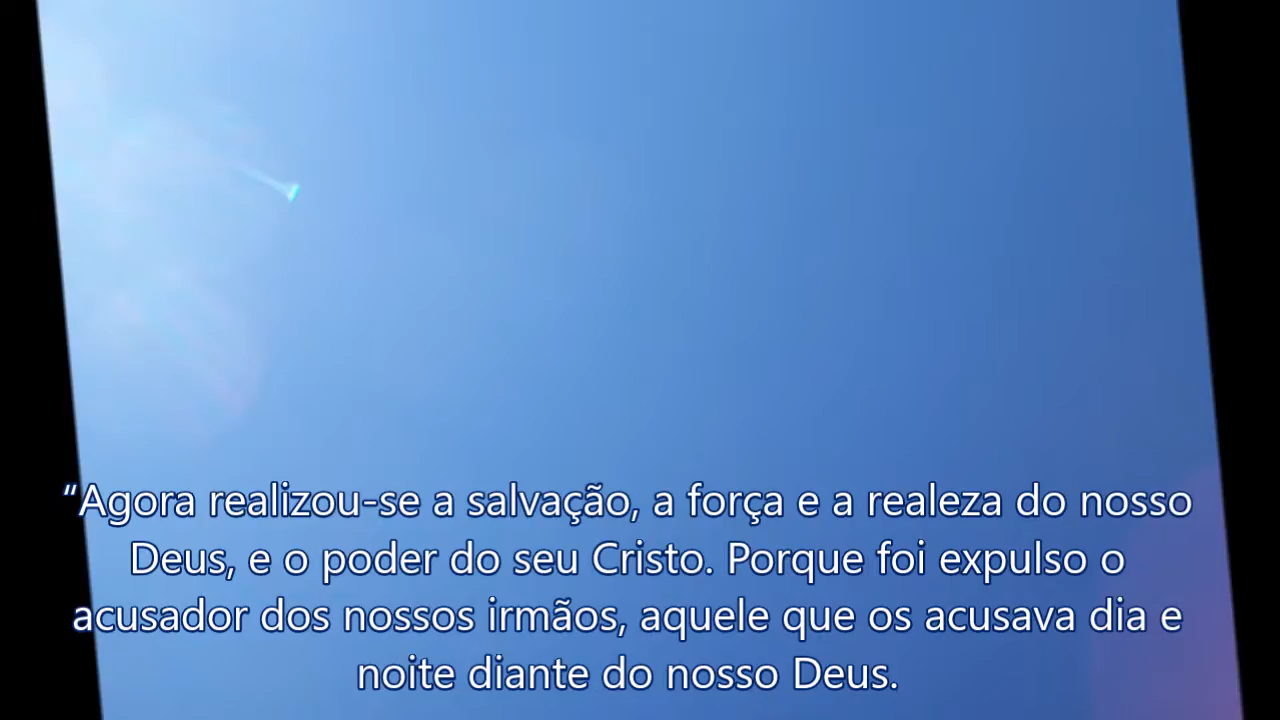 “Agora realizou-se a salvação, a força e a realeza do nosso
Deus, e o poder do seu Cristo. Porque foi expulso o
acusador dos nossos irmãos, aquele que os acusava dia e
noite diante do nosso Deus.